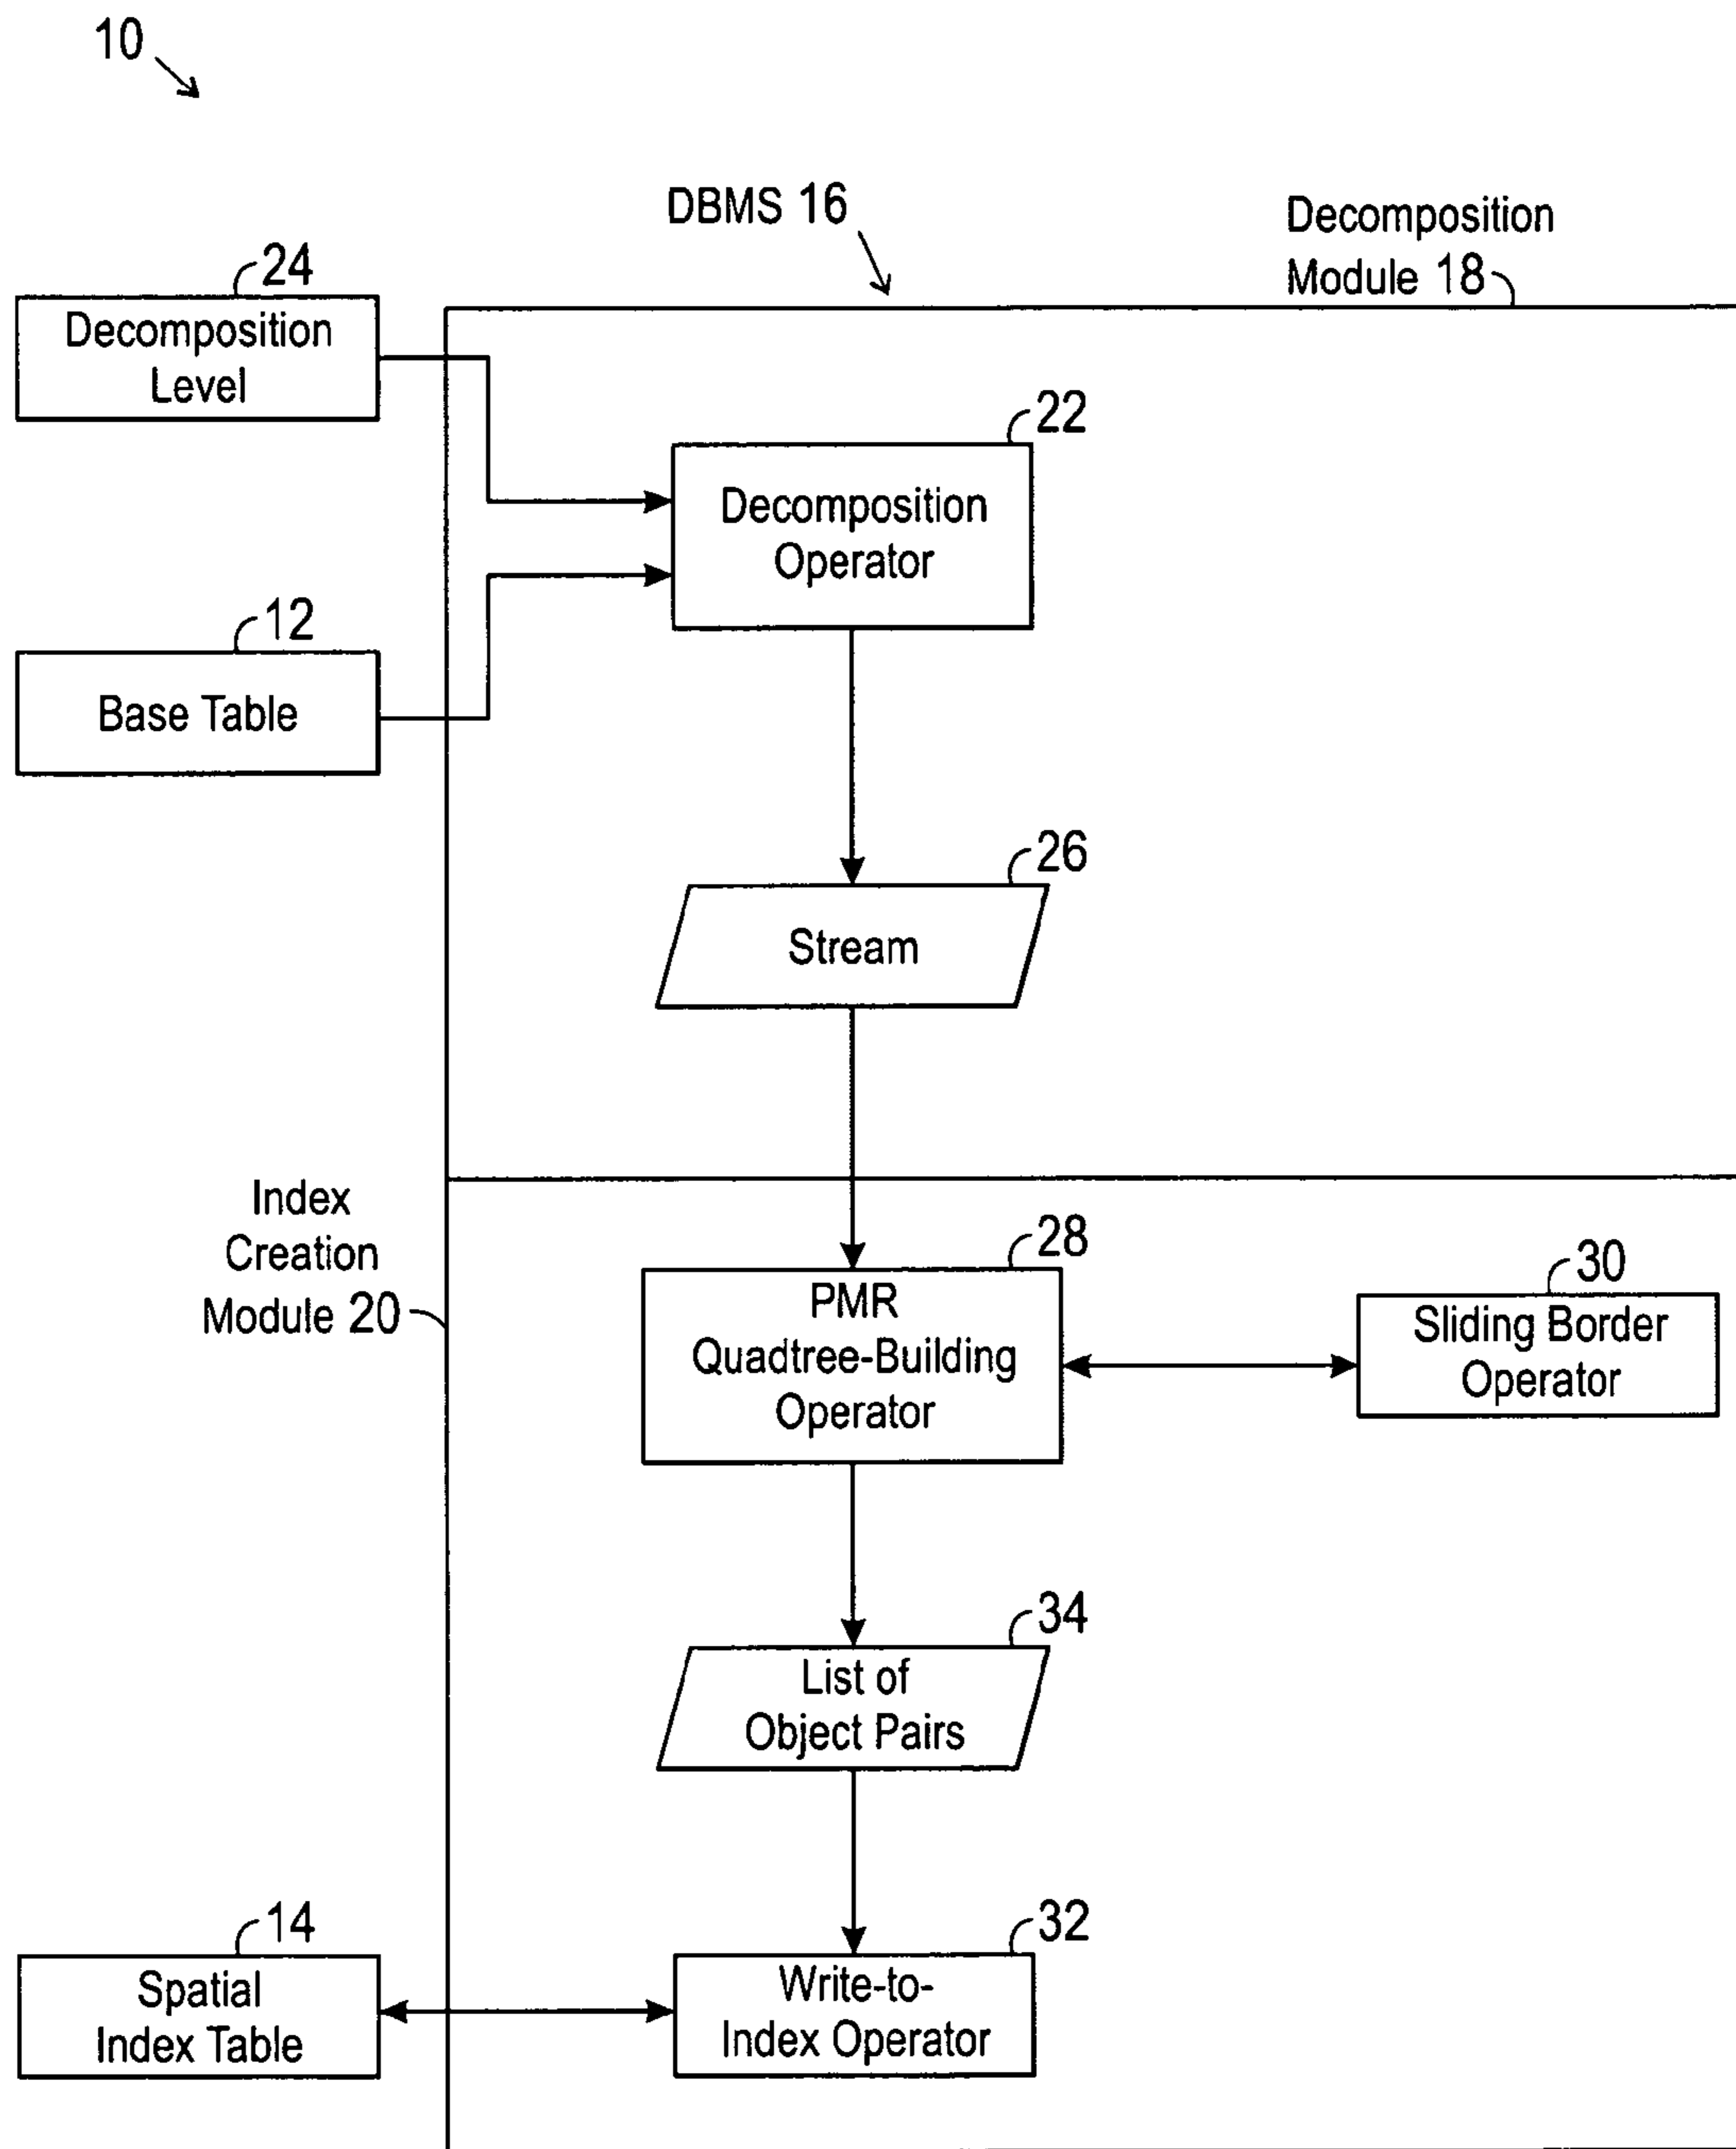 10
DBMS 16
Decomposition
Module 18
24
Decomposition
Level
22
Decomposition
Operator
12
Base Table
26
Stream
Index
Creation
Module 20
28
PMR
Quadtree-Building
Operator
30
Sliding Border
Operator
34
List of
Object Pairs
14
Spatial
Index Table
32
Write-to-
Index Operator